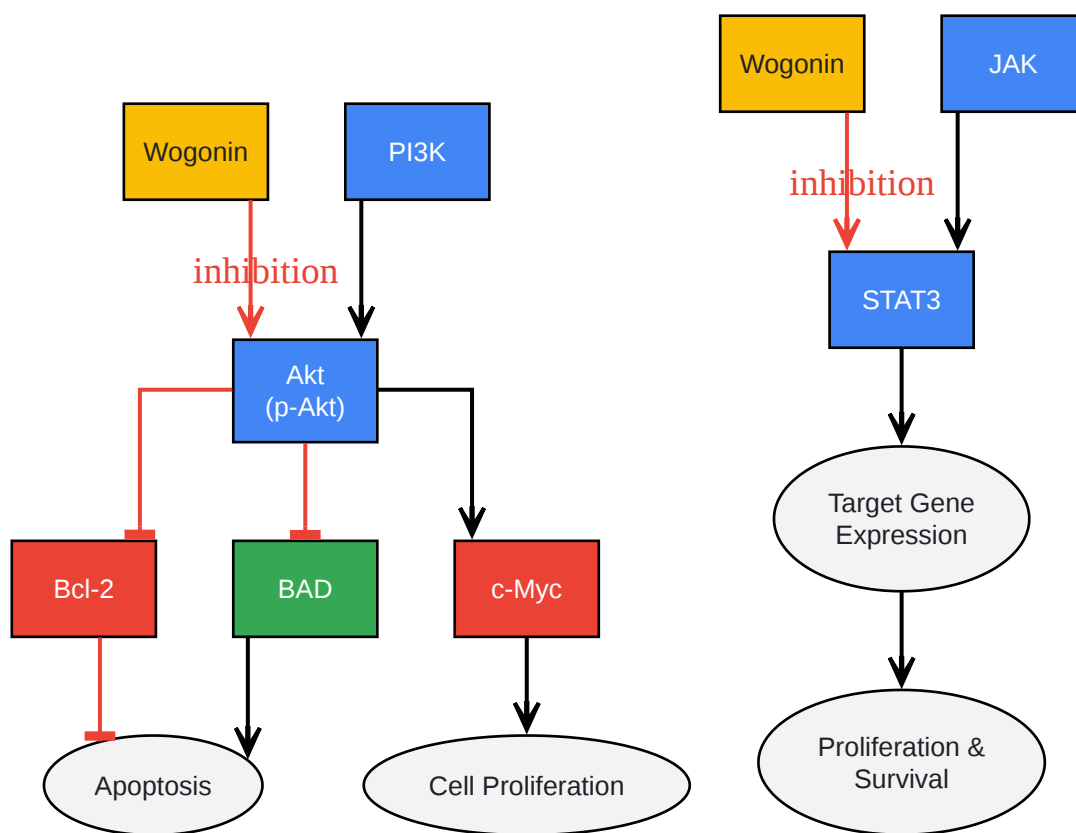 Wogonin
JAK
inhibition
STAT3
Target Gene
Expression
Proliferation &
Survival
Wogonin
PI3K
inhibition
Akt
(p-Akt)
Bcl-2
BAD
c-Myc
Apoptosis
Cell Proliferation